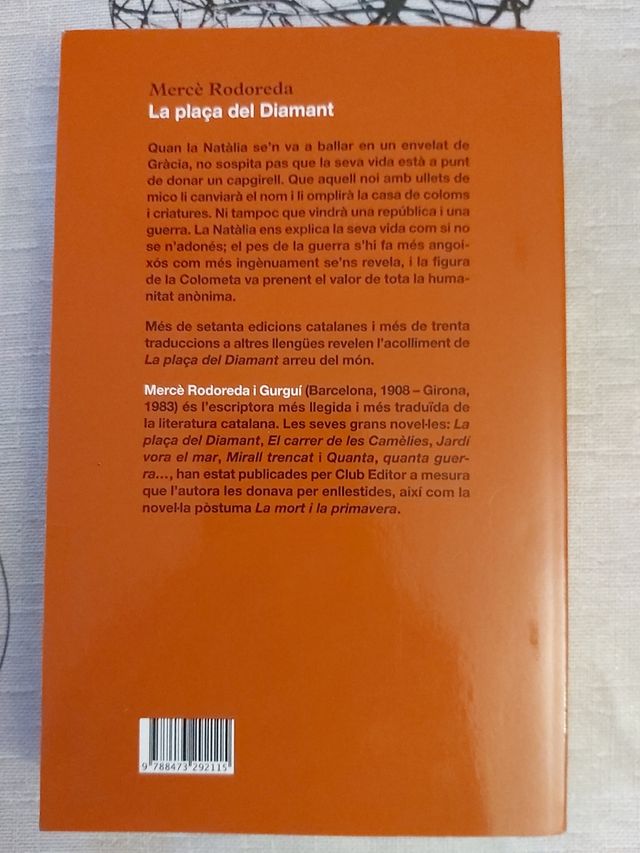 Mercè Rodoreda
La plaça del Diamant
Quan la Natàlia se'n va a ballar en un envelat de
Gràcia, no sospita pas que la seva vida està a punt
de donar un capgirell. Que aquell noi amb ullets de
mico li canviarà el nom i li omplirà la casa de coloms
i criatures. Ni tampoc que vindrà una república i una
guerra. La Natàlia ens explica la seva vida com si no
se n'adonés; el pes de la guerra s'hi fa més angoi-
xós com més ingènuament se'ns revela, i la figura
de la Colometa va prenent el valor de tota la huma-
nitat anònima.
Més de setanta edicions catalanes i més de trenta
traduccions a altres llengües revelen l'acolliment de
La plaça del Diamant arreu del món.
Mercè Rodoreda i Gurguí (Barcelona, 1908 – Girona,
1983) és l'escriptora més llegida i més traduïda de
la literatura catalana. Les seves grans novel·les: La
plaça del Diamant, El carrer de les Camèlies, Jardí
vora el mar, Mirall trencat i Quanta, quanta guer-
ra..., han estat publicades per Club Editor a mesura
que l'autora les donava per enllestides, així com la
novel·la pòstuma La mort i la primavera.
9 788473 292115